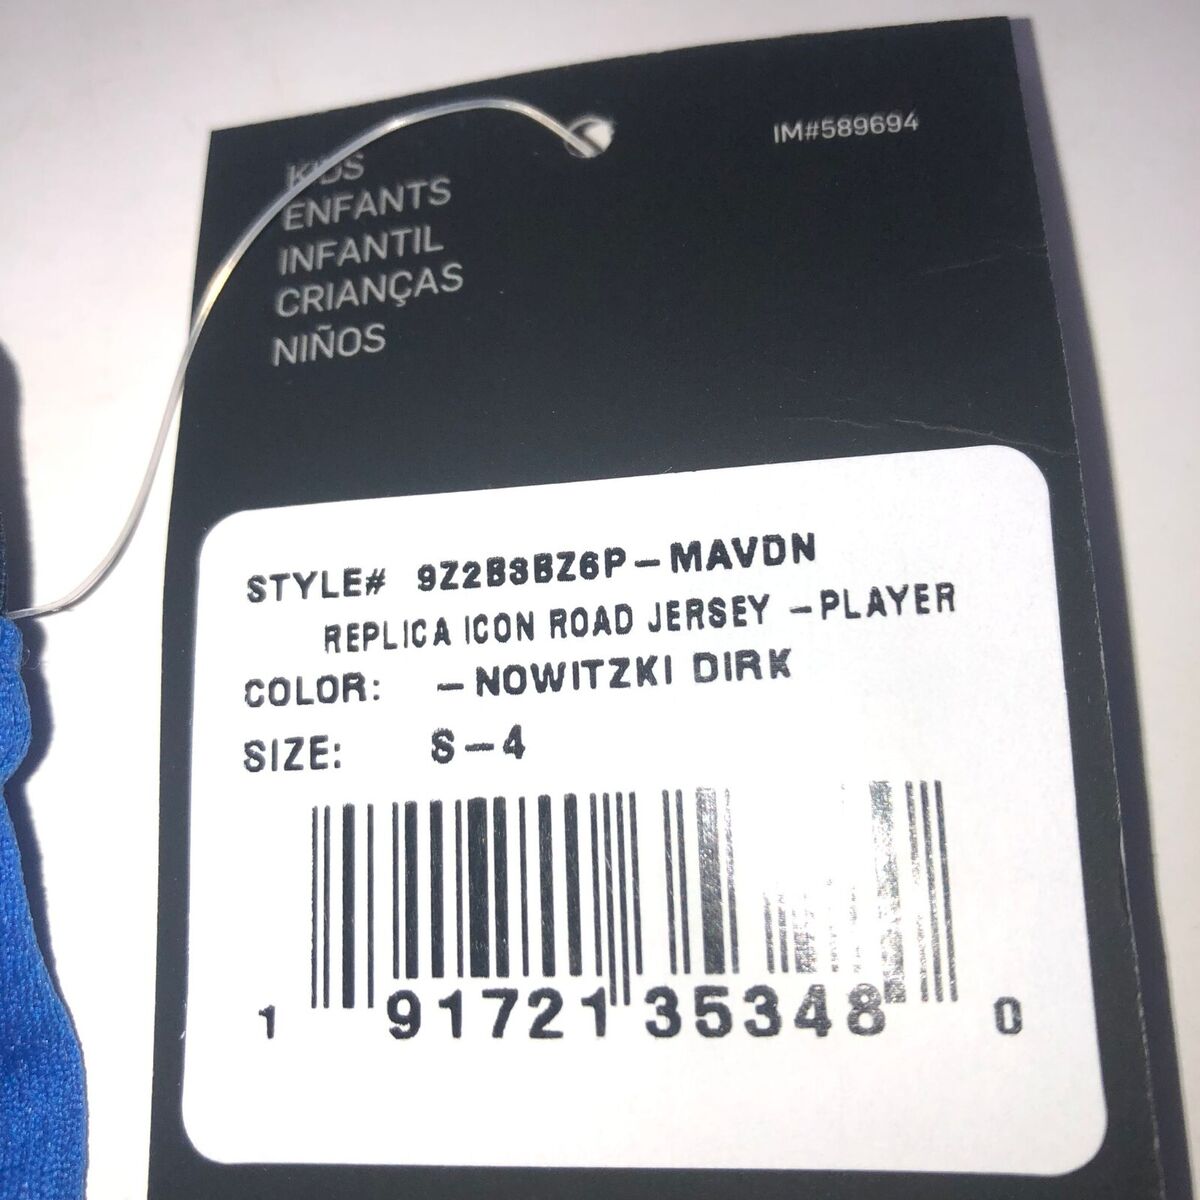 IM#589694
KIDS
ENFANTS
INFANTIL
CRIANÇAS
NIÑOS
STYLE# 9Z2B3BZ6P-MAVDN
REPLICA ICON ROAD JERSEY -PLAYER
COLOR: -NOWITZKI DIRK
SIZE: S-4
1 91721 35348 0